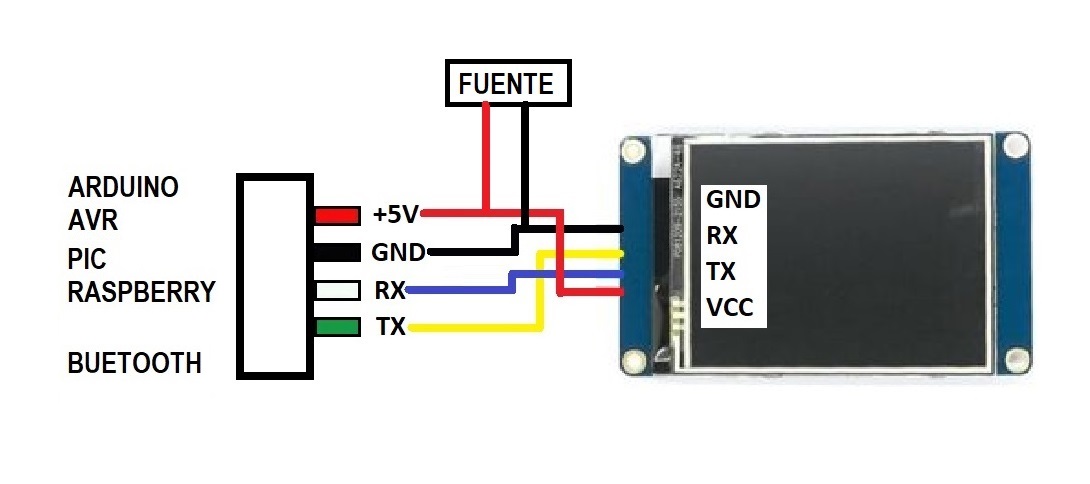 FUENTE
ARDUINO
AVR
PIC
RASPBERRY
BUETOOTH
+5V
GND
RX
TX
GND
RX
TX
VCC